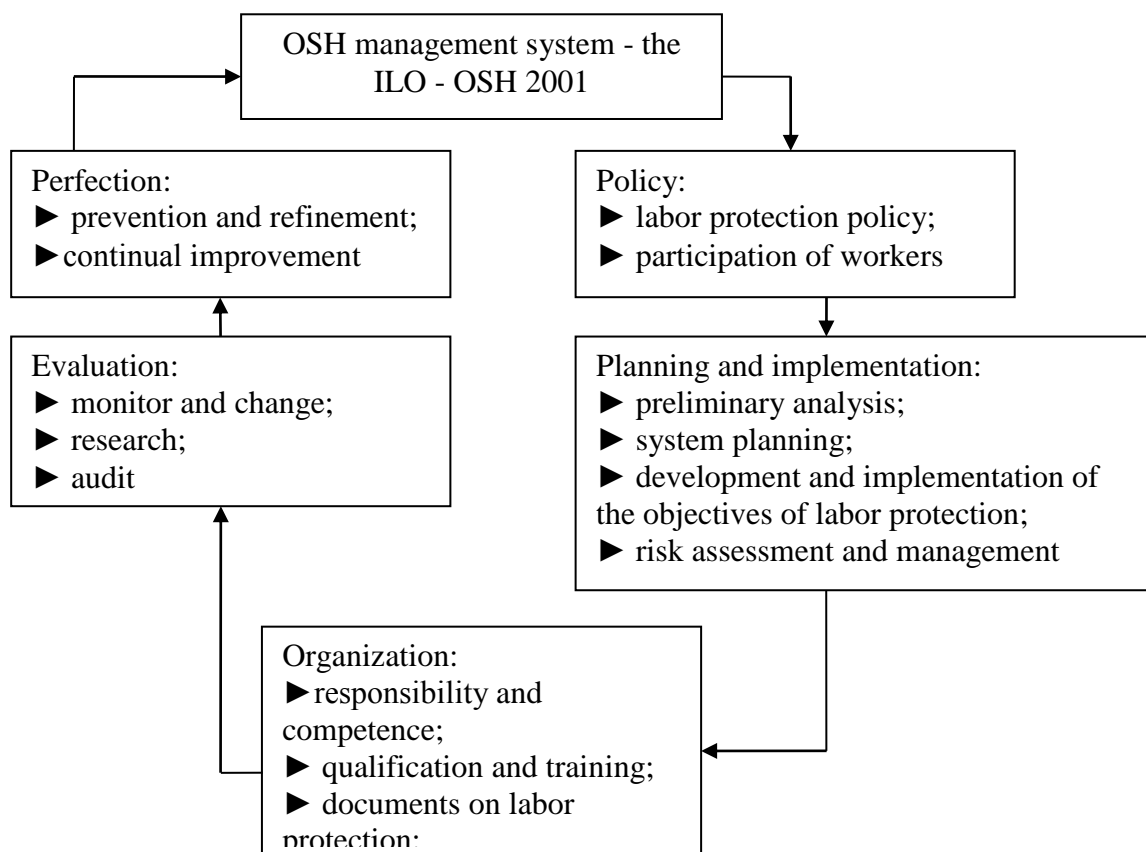 OSH management system - the
ILO - OSH 2001
Perfection:
► prevention and refinement;
►continual improvement
Policy:
► labor protection policy;
► participation of workers
Evaluation:
► monitor and change;
► research;
► audit
Planning and implementation:
► preliminary analysis;
► system planning;
► development and implementation of
the objectives of labor protection;
► risk assessment and management
Organization:
►responsibility and
competence;
► qualification and training;
► documents on labor
protection;